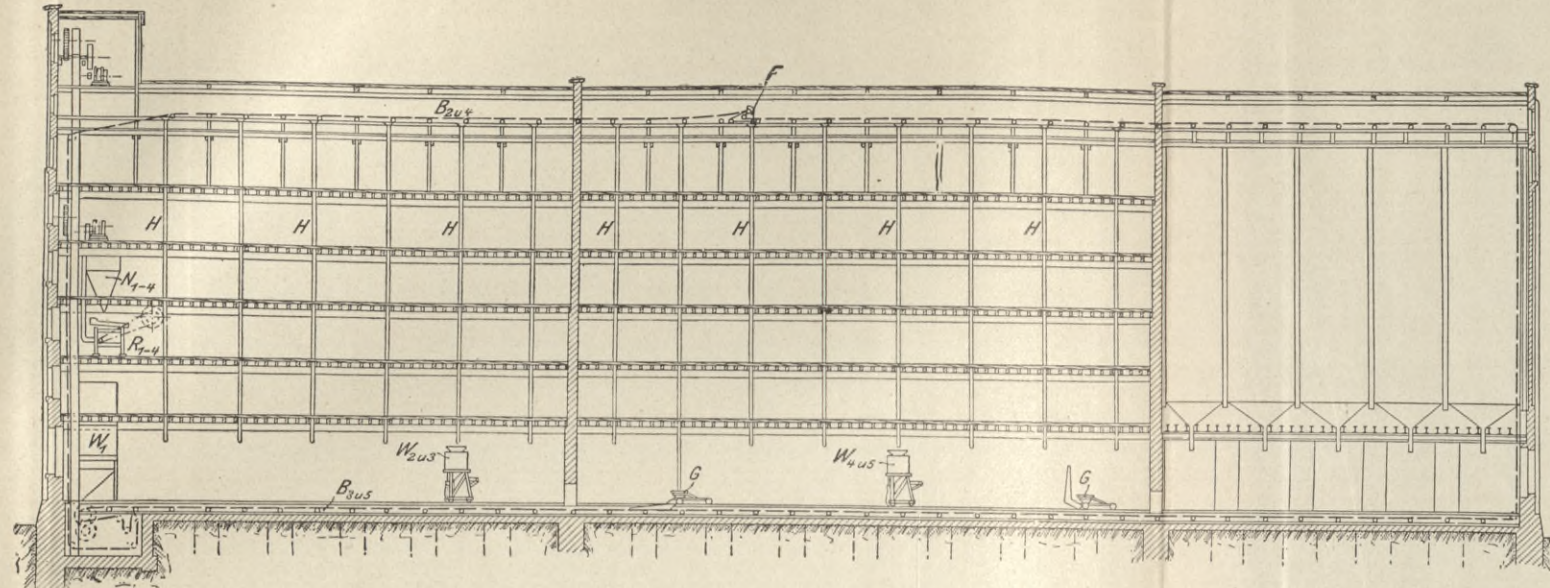 F
B2u4
H H H H H H H
N1-4
R1-4
W1
W2u3
W4u5
G
G
B3u5